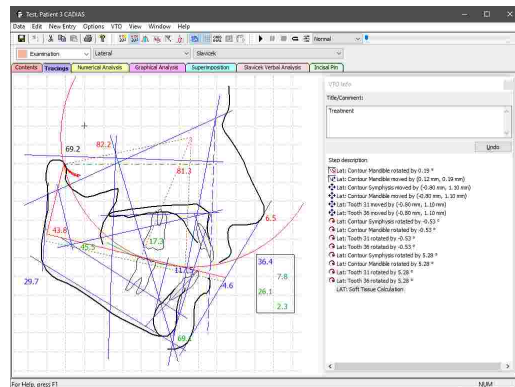 Test, Patient 3 CADIAS
Data Edit New Entry Options VTO View Window Help
Normal
Examination Lateral Slavicek
Contents Tracings Numerical Analysis Graphical Analysis Superimposition Slavicek Verbal Analysis Incisal Pin
VTO Info
Title/Comment:
Treatment
Undo
Step description
Lat: Contour Mandible rotated by 0.19 °
Lat: Contour Mandible moved by (0.12 mm, 0.19 mm)
Lat: Contour Symphysis moved by (-0.80 mm, 1.10 mm)
Lat: Contour Mandible moved by (-0.80 mm, 1.10 mm)
Lat: Tooth 31 moved by (-0.80 mm, 1.10 mm)
Lat: Tooth 36 moved by (-0.80 mm, 1.10 mm)
Lat: Contour Symphysis rotated by -0.53 °
Lat: Contour Mandible rotated by -0.53 °
Lat: Tooth 31 rotated by -0.53 °
Lat: Tooth 36 rotated by -0.53 °
Lat: Contour Symphysis rotated by 5.28 °
Lat: Contour Mandible rotated by 5.28 °
Lat: Tooth 31 rotated by 5.28 °
Lat: Tooth 36 rotated by 5.28 °
LAT: Soft Tissue Calculation
69.2
82.2
81.3
6.5
43.8
45.5
17.3
29.7
117.5
-4.6
36.4
7.8
26.1
2.3
For Help, press F1
NUM